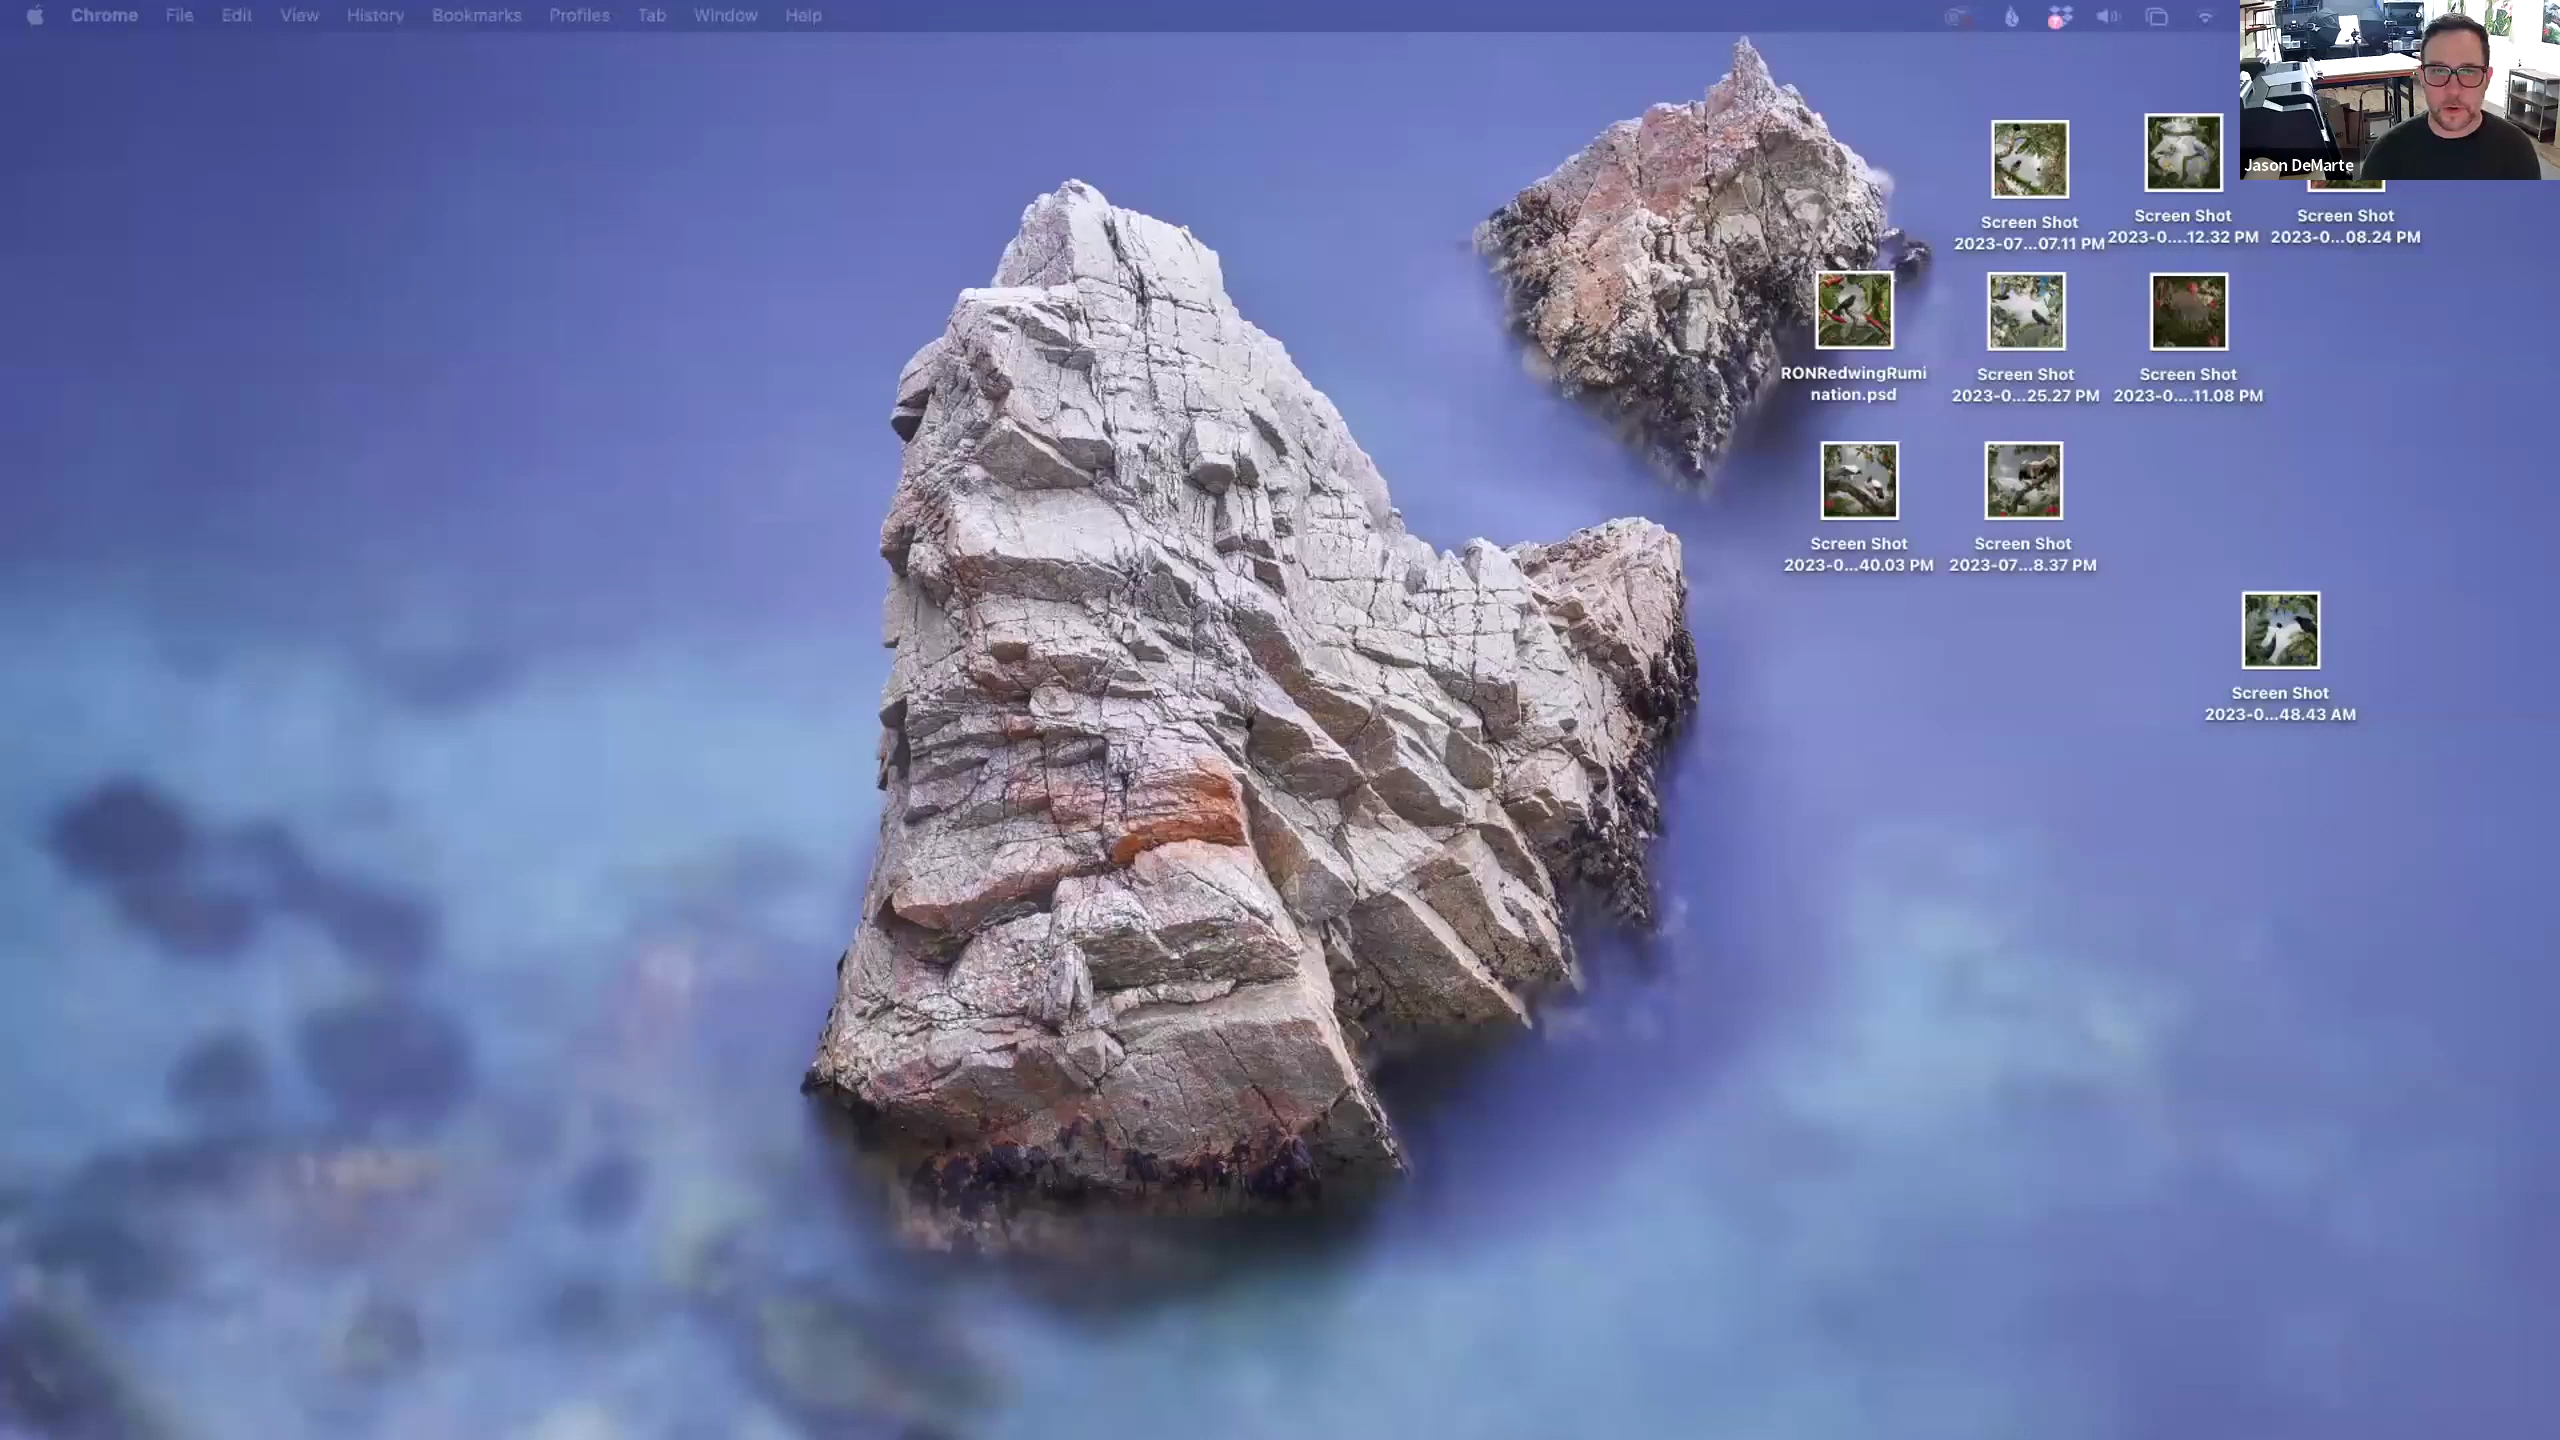 Chrome File Edit View History Bookmarks Profiles Tab Window Help
Jason DeMarte
Screen Shot
2023-07...07.11 PM
Screen Shot
2023-0....12.32 PM
Screen Shot
2023-0...08.24 PM
RONRedwingRumi
nation.psd
Screen Shot
2023-0...25.27 PM
Screen Shot
2023-0....11.08 PM
Screen Shot
2023-0...40.03 PM
Screen Shot
2023-07...8.37 PM
Screen Shot
2023-0...48.43 AM